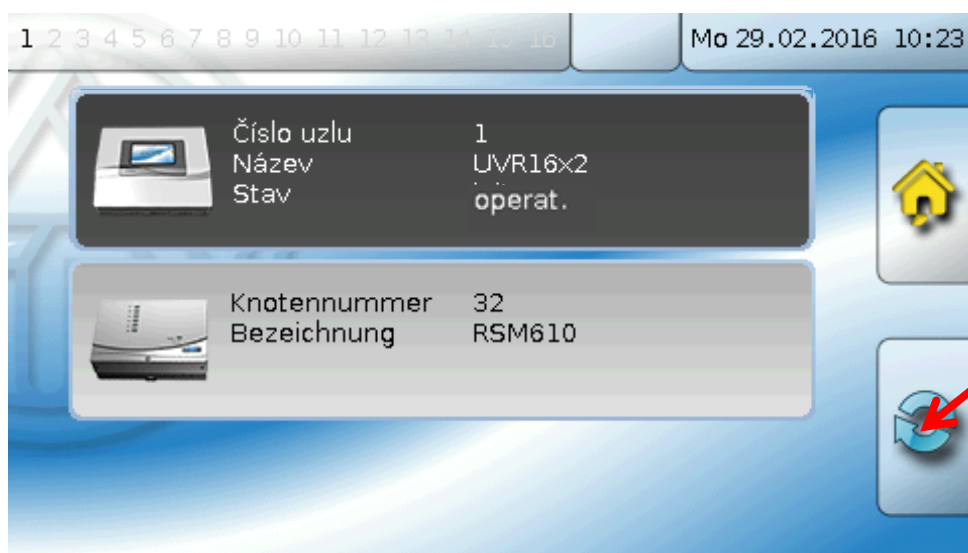 1 2 3 4 5 6 7 8 9 10 11 12 13 14 15 16
Mo 29.02.2016 10:23
Číslo uzlu 1
Název UVR16x2
Stav operat.
Knotennummer 32
Bezeichnung RSM610